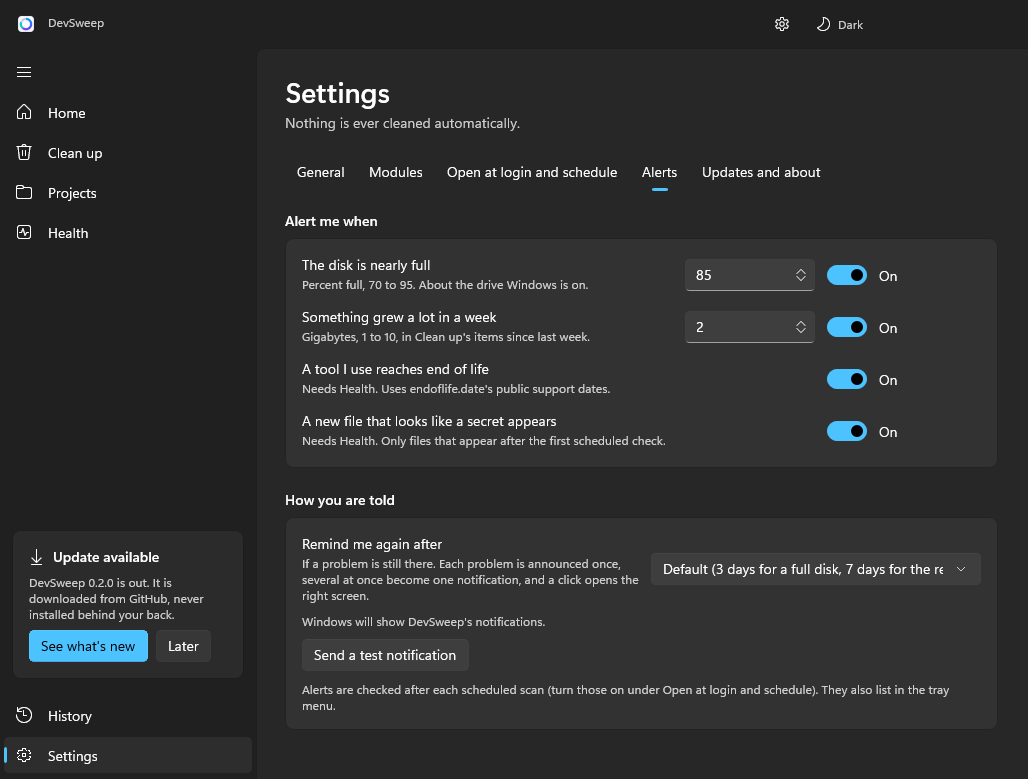 DevSweep
Dark
Home
Clean up
Projects
Health
Settings
Nothing is ever cleaned automatically.
General
Modules
Open at login and schedule
Alerts
Updates and about
Alert me when
The disk is nearly full
Percent full, 70 to 95. About the drive Windows is on.
85
On
Something grew a lot in a week
Gigabytes, 1 to 10, in Clean up's items since last week.
2
On
A tool I use reaches end of life
Needs Health. Uses endoflife.date's public support dates.
On
A new file that looks like a secret appears
Needs Health. Only files that appear after the first scheduled check.
On
How you are told
Remind me again after
If a problem is still there. Each problem is announced once,
several at once become one notification, and a click opens the
right screen.
Default (3 days for a full disk, 7 days for the re
Windows will show DevSweep's notifications.
Send a test notification
Alerts are checked after each scheduled scan (turn those on under Open at login and schedule). They also list in the tray
menu.
Update available
DevSweep 0.2.0 is out. It is
downloaded from GitHub, never
installed behind your back.
See what's new
Later
History
Settings